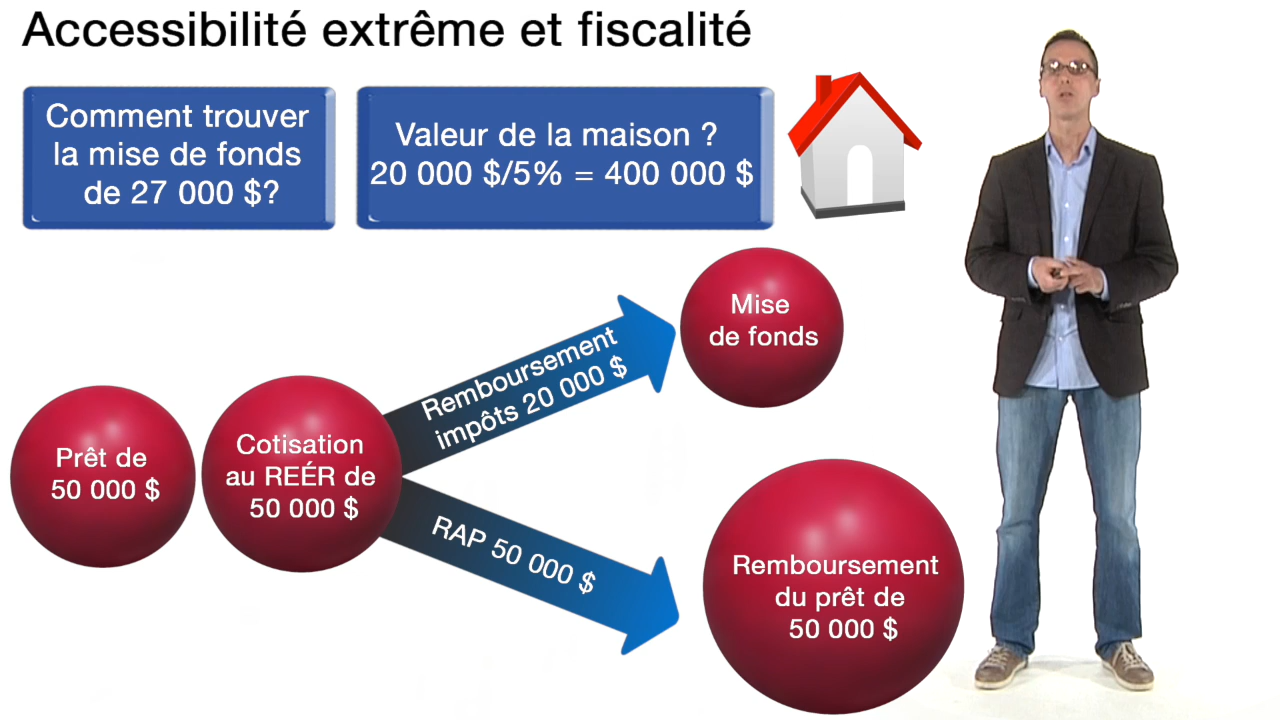 Accessibilité extrême et fiscalité
Comment trouver
la mise de fonds
de 27 000 $?
Valeur de la maison ?
20 000 $/5% = 400 000 $
Mise
de fonds
Remboursement
impôts 20 000 $
Prêt de
50 000 $
Cotisation
au REÉR de
50 000 $
RAP 50 000 $
Remboursement
du prêt de
50 000 $